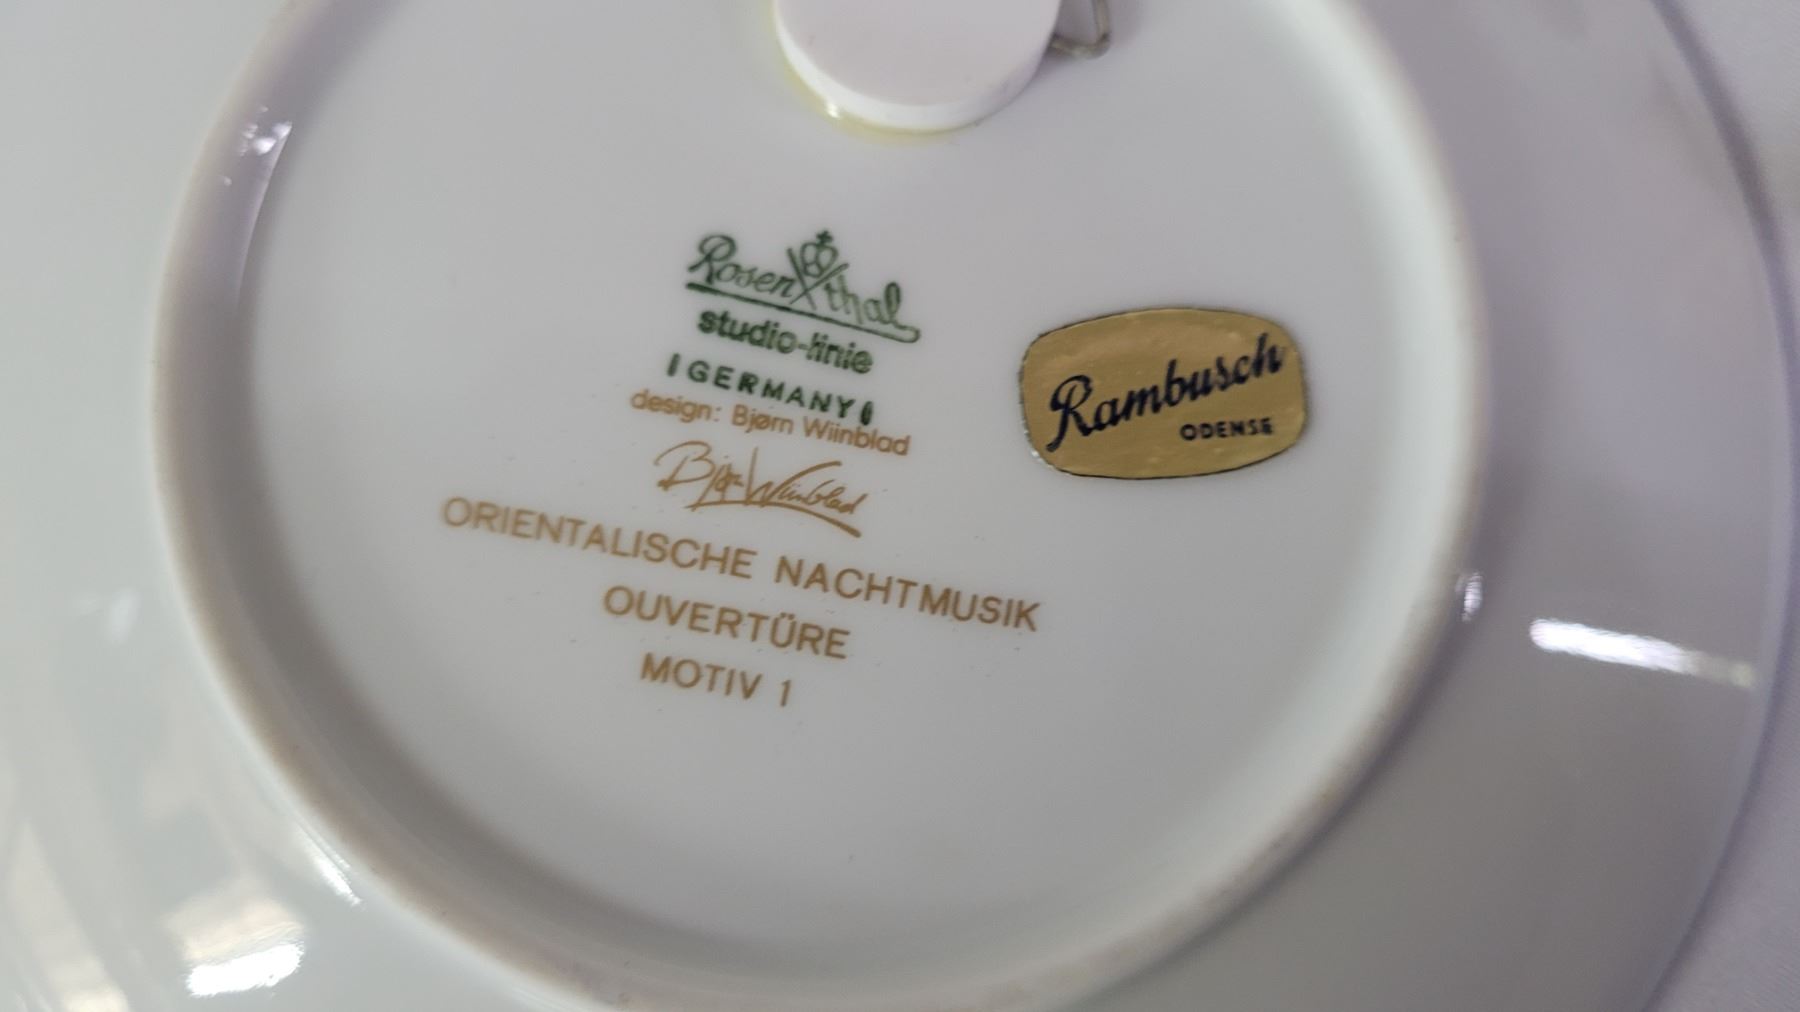 Rosenthal
studio-linie
GERMANY
design: Bjørn Wiinblad
Bjørn Wiinblad
ORIENTALISCHE NACHTMUSIK
OUVERTÜRE
MOTIV 1
Rambusch
ODENSE